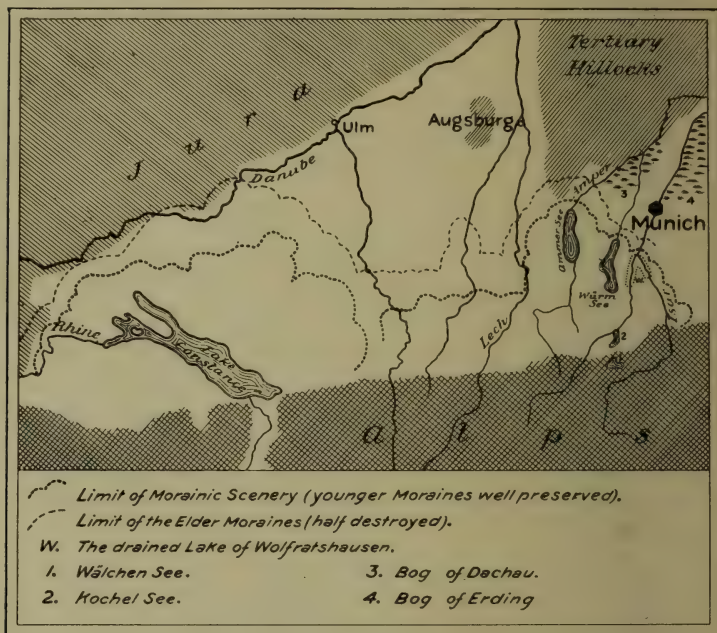 Tertiary
Hillocks
Jura
Ulm
Augsburg
Danube
Amper
3
4
Munich
Ammer See
Würm
See
W.
Isar
Rhine
Lake
Constance
Lech
2
1
a l p s
Limit of Morainic Scenery (younger Moraines well preserved).
Limit of the Elder Moraines (half destroyed).
W. The drained Lake of Wolfratshausen.
1. Wälchen See.
2. Kochel See.
3. Bog of Dachau.
4. Bog of Erding